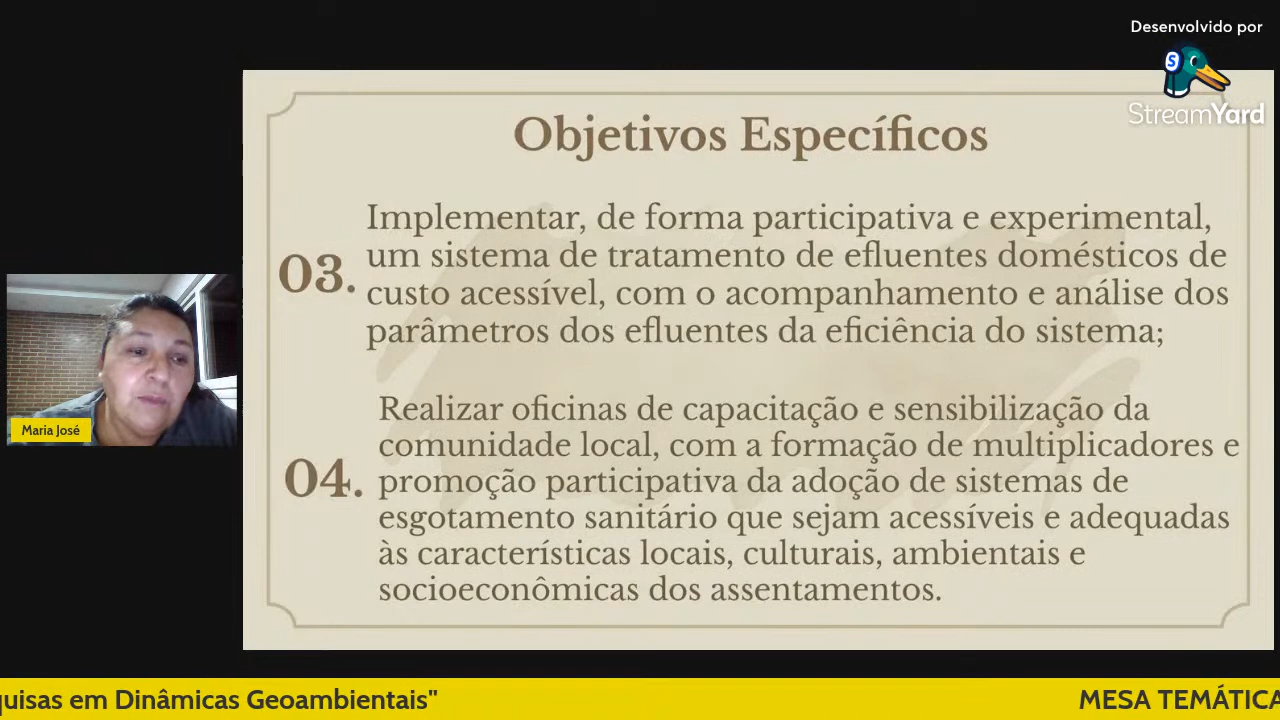 Desenvolvido por
StreamYard
Objetivos Específicos
03.
Implementar, de forma participativa e experimental,
um sistema de tratamento de efluentes domésticos de
custo acessível, com o acompanhamento e análise dos
parâmetros dos efluentes da eficiência do sistema;
04.
Realizar oficinas de capacitação e sensibilização da
comunidade local, com a formação de multiplicadores e
promoção participativa da adoção de sistemas de
esgotamento sanitário que sejam acessíveis e adequadas
às características locais, culturais, ambientais e
socioeconômicas dos assentamentos.
Maria José
quisas em Dinâmicas Geoambientais" MESA TEMÁTICA